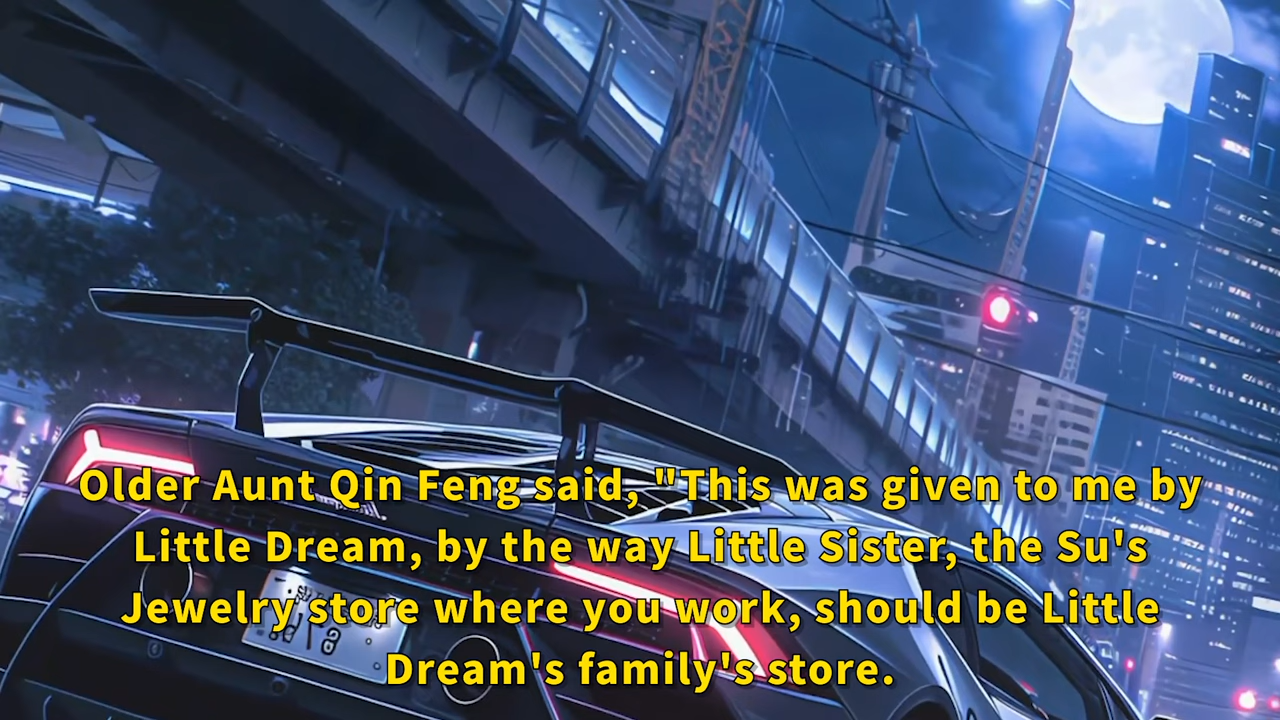 Older Aunt Qin Feng said, "This was given to me by
Little Dream, by the way Little Sister, the Su's
Jewelry store where you work, should be Little
Dream's family's store.